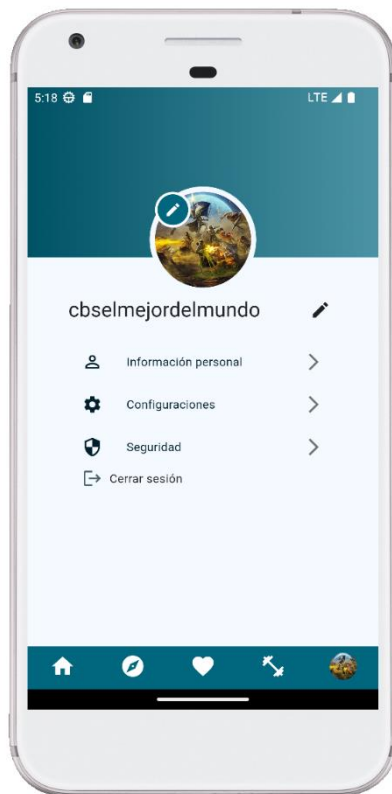 5:18
LTE
cbselmejordelmundo
Información personal
Configuraciones
Seguridad
Cerrar sesión